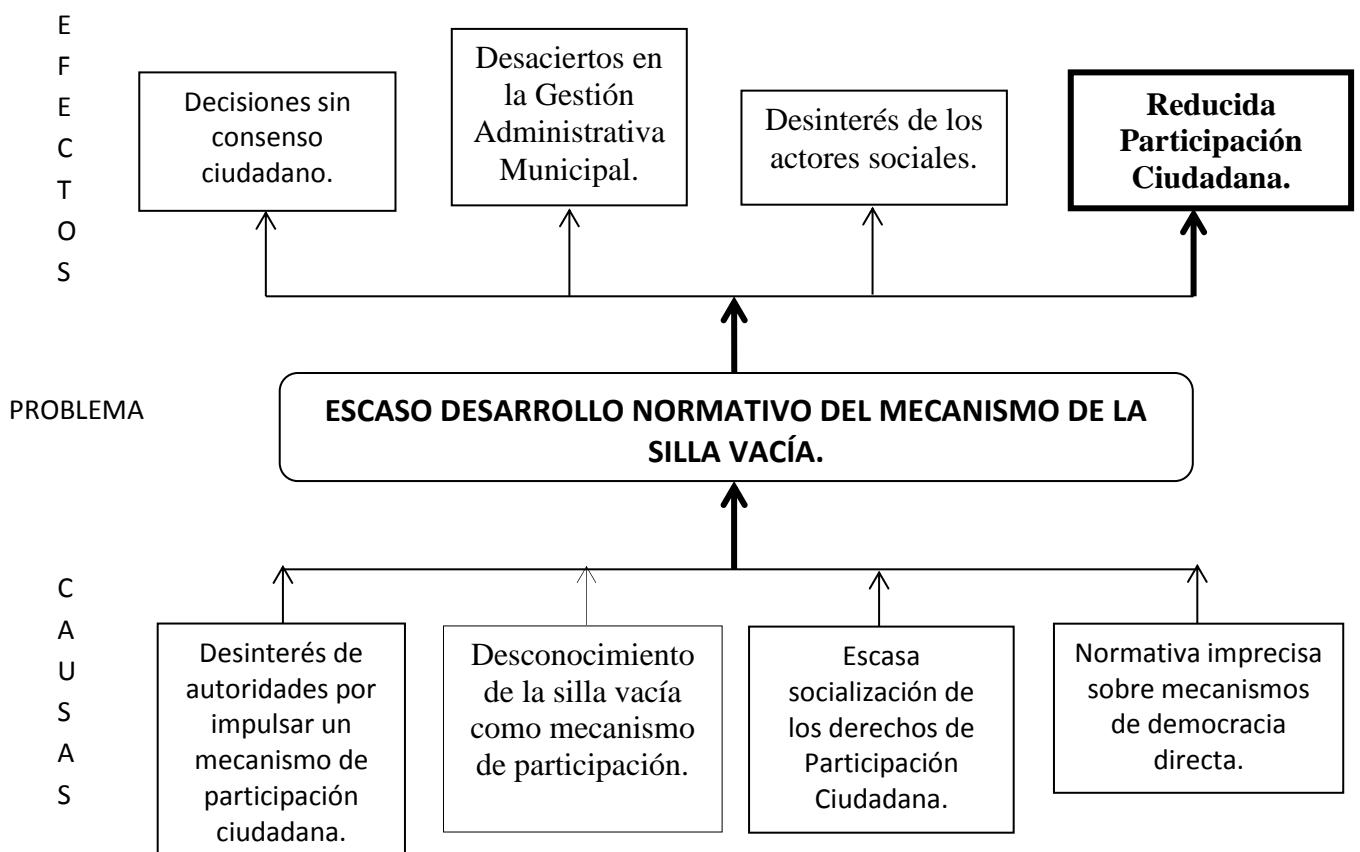 E
F
E
C
T
O
S
Decisiones sin
consenso
ciudadano.
Desaciertos en
la Gestión
Administrativa
Municipal.
Desinterés de los
actores sociales.
Reducida
Participación
Ciudadana.
PROBLEMA
ESCASO DESARROLLO NORMATIVO DEL MECANISMO DE LA
SILLA VACÍA.
C
A
U
S
A
S
Desinterés de
autoridades por
impulsar un
mecanismo de
participación
ciudadana.
Desconocimiento
de la silla vacía
como mecanismo
de participación.
Escasa
socialización de
los derechos de
Participación
Ciudadana.
Normativa imprecisa
sobre mecanismos
de democracia
directa.